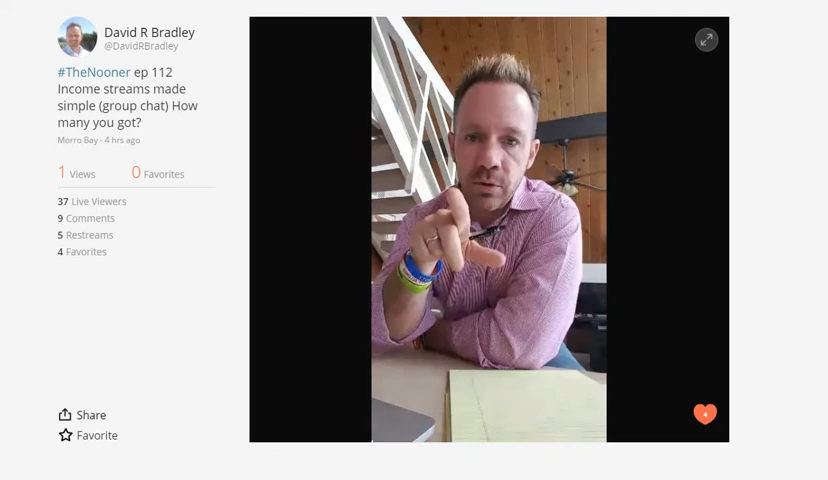 David R Bradley
@DavidRBradley
#TheNooner ep 112
Income streams made
simple (group chat) How
many you got?
Morro Bay - 4 hrs ago
1 Views 0 Favorites
37 Live Viewers
9 Comments
5 Restreams
4 Favorites
Share
Favorite
4